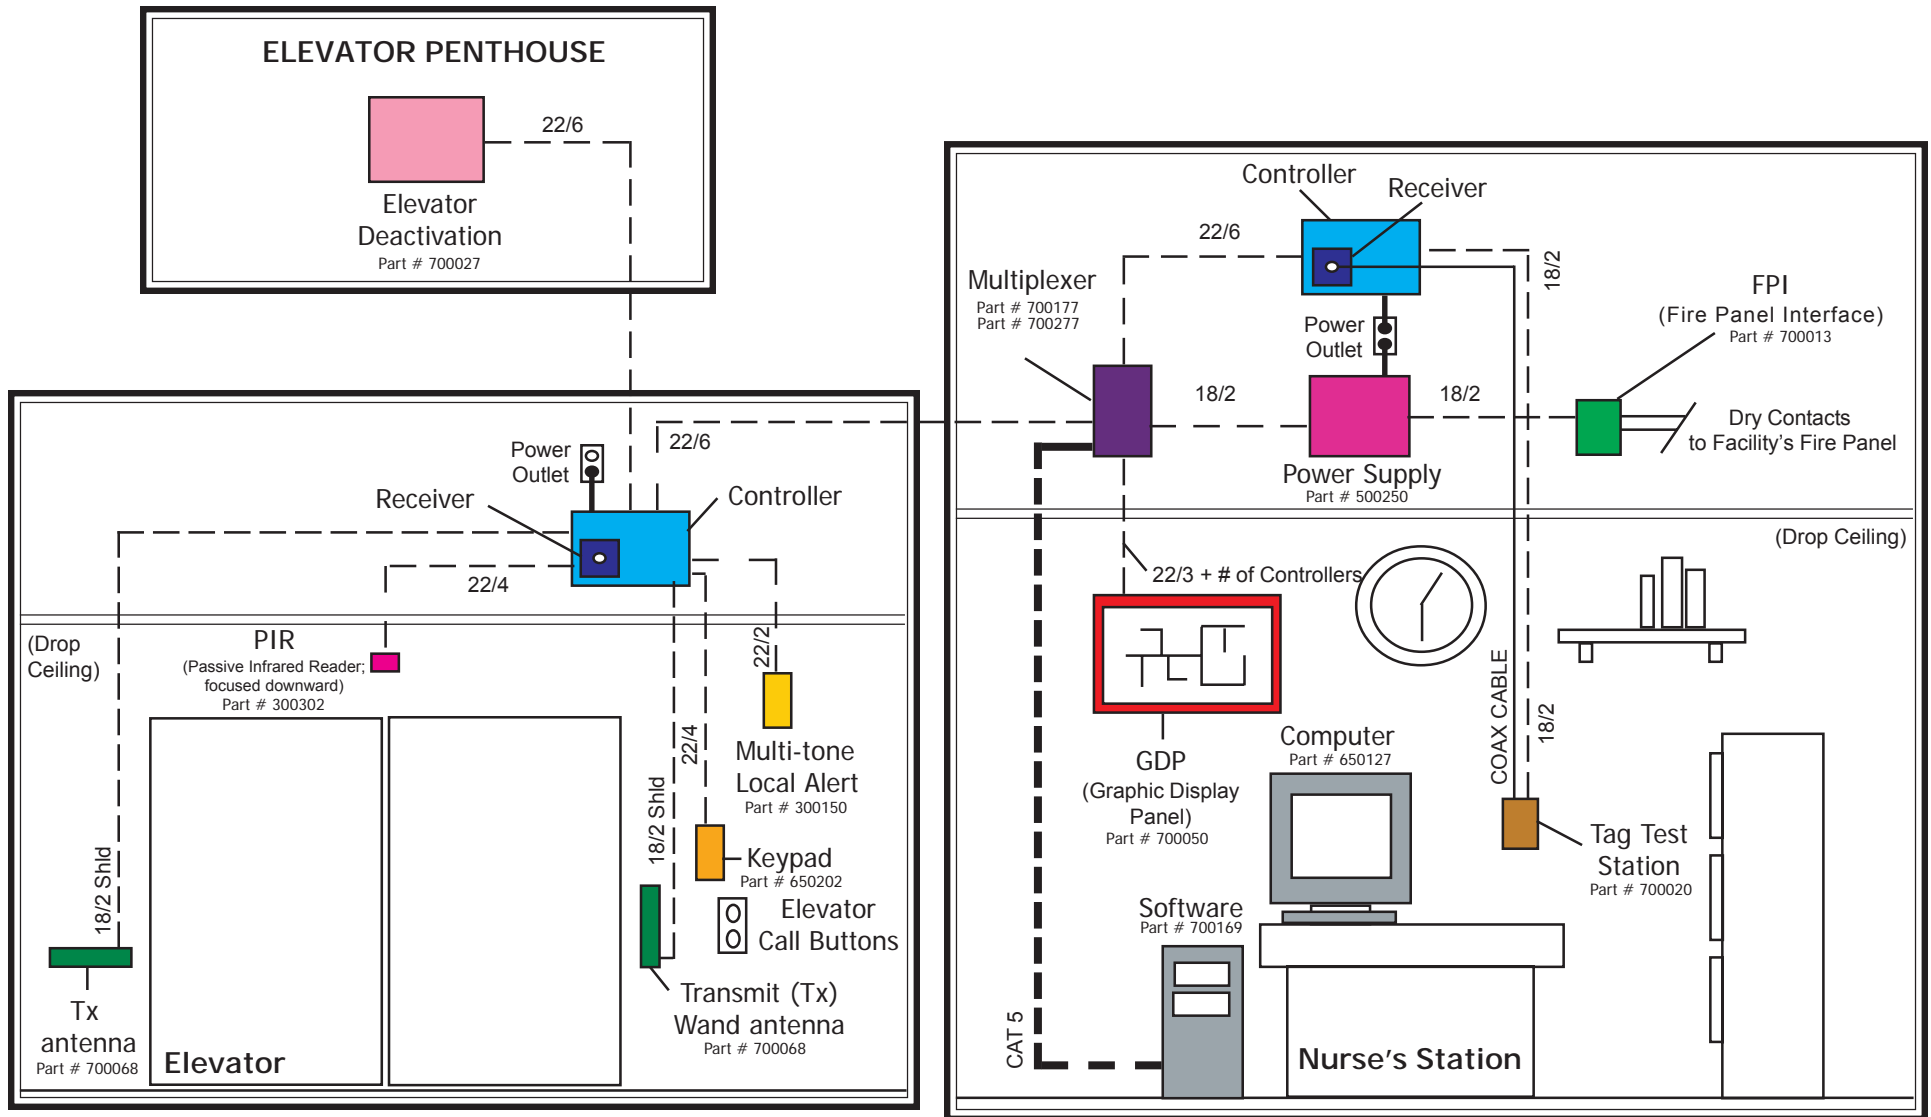 ELEVATOR PENTHOUSE
22/6
Elevator
Deactivation
Part # 700027
Power
Outlet
22/6
Receiver
Controller
22/4
(Drop
Ceiling)
PIR
(Passive Infrared Reader;
focused downward)
Part # 300302
22/2
22/4
18/2 Shld
18/2 Shld
Multi-tone
Local Alert
Part # 300150
Keypad
Part # 650202
Elevator
Call Buttons
Transmit (Tx)
Wand antenna
Part # 700068
Tx
antenna
Part # 700068
Elevator
Controller
Receiver
22/6
18/2
Multiplexer
Part # 700177
Part # 700277
Power
Outlet
FPI
(Fire Panel Interface)
Part # 700013
18/2
18/2
Dry Contacts
to Facility's Fire Panel
Power Supply
Part # 500250
(Drop Ceiling)
22/3 + # of Controllers
COAX CABLE
18/2
GDP
(Graphic Display
Panel)
Part # 700050
Computer
Part # 650127
Tag Test
Station
Part # 700020
Software
Part # 700169
CAT 5
Nurse's Station